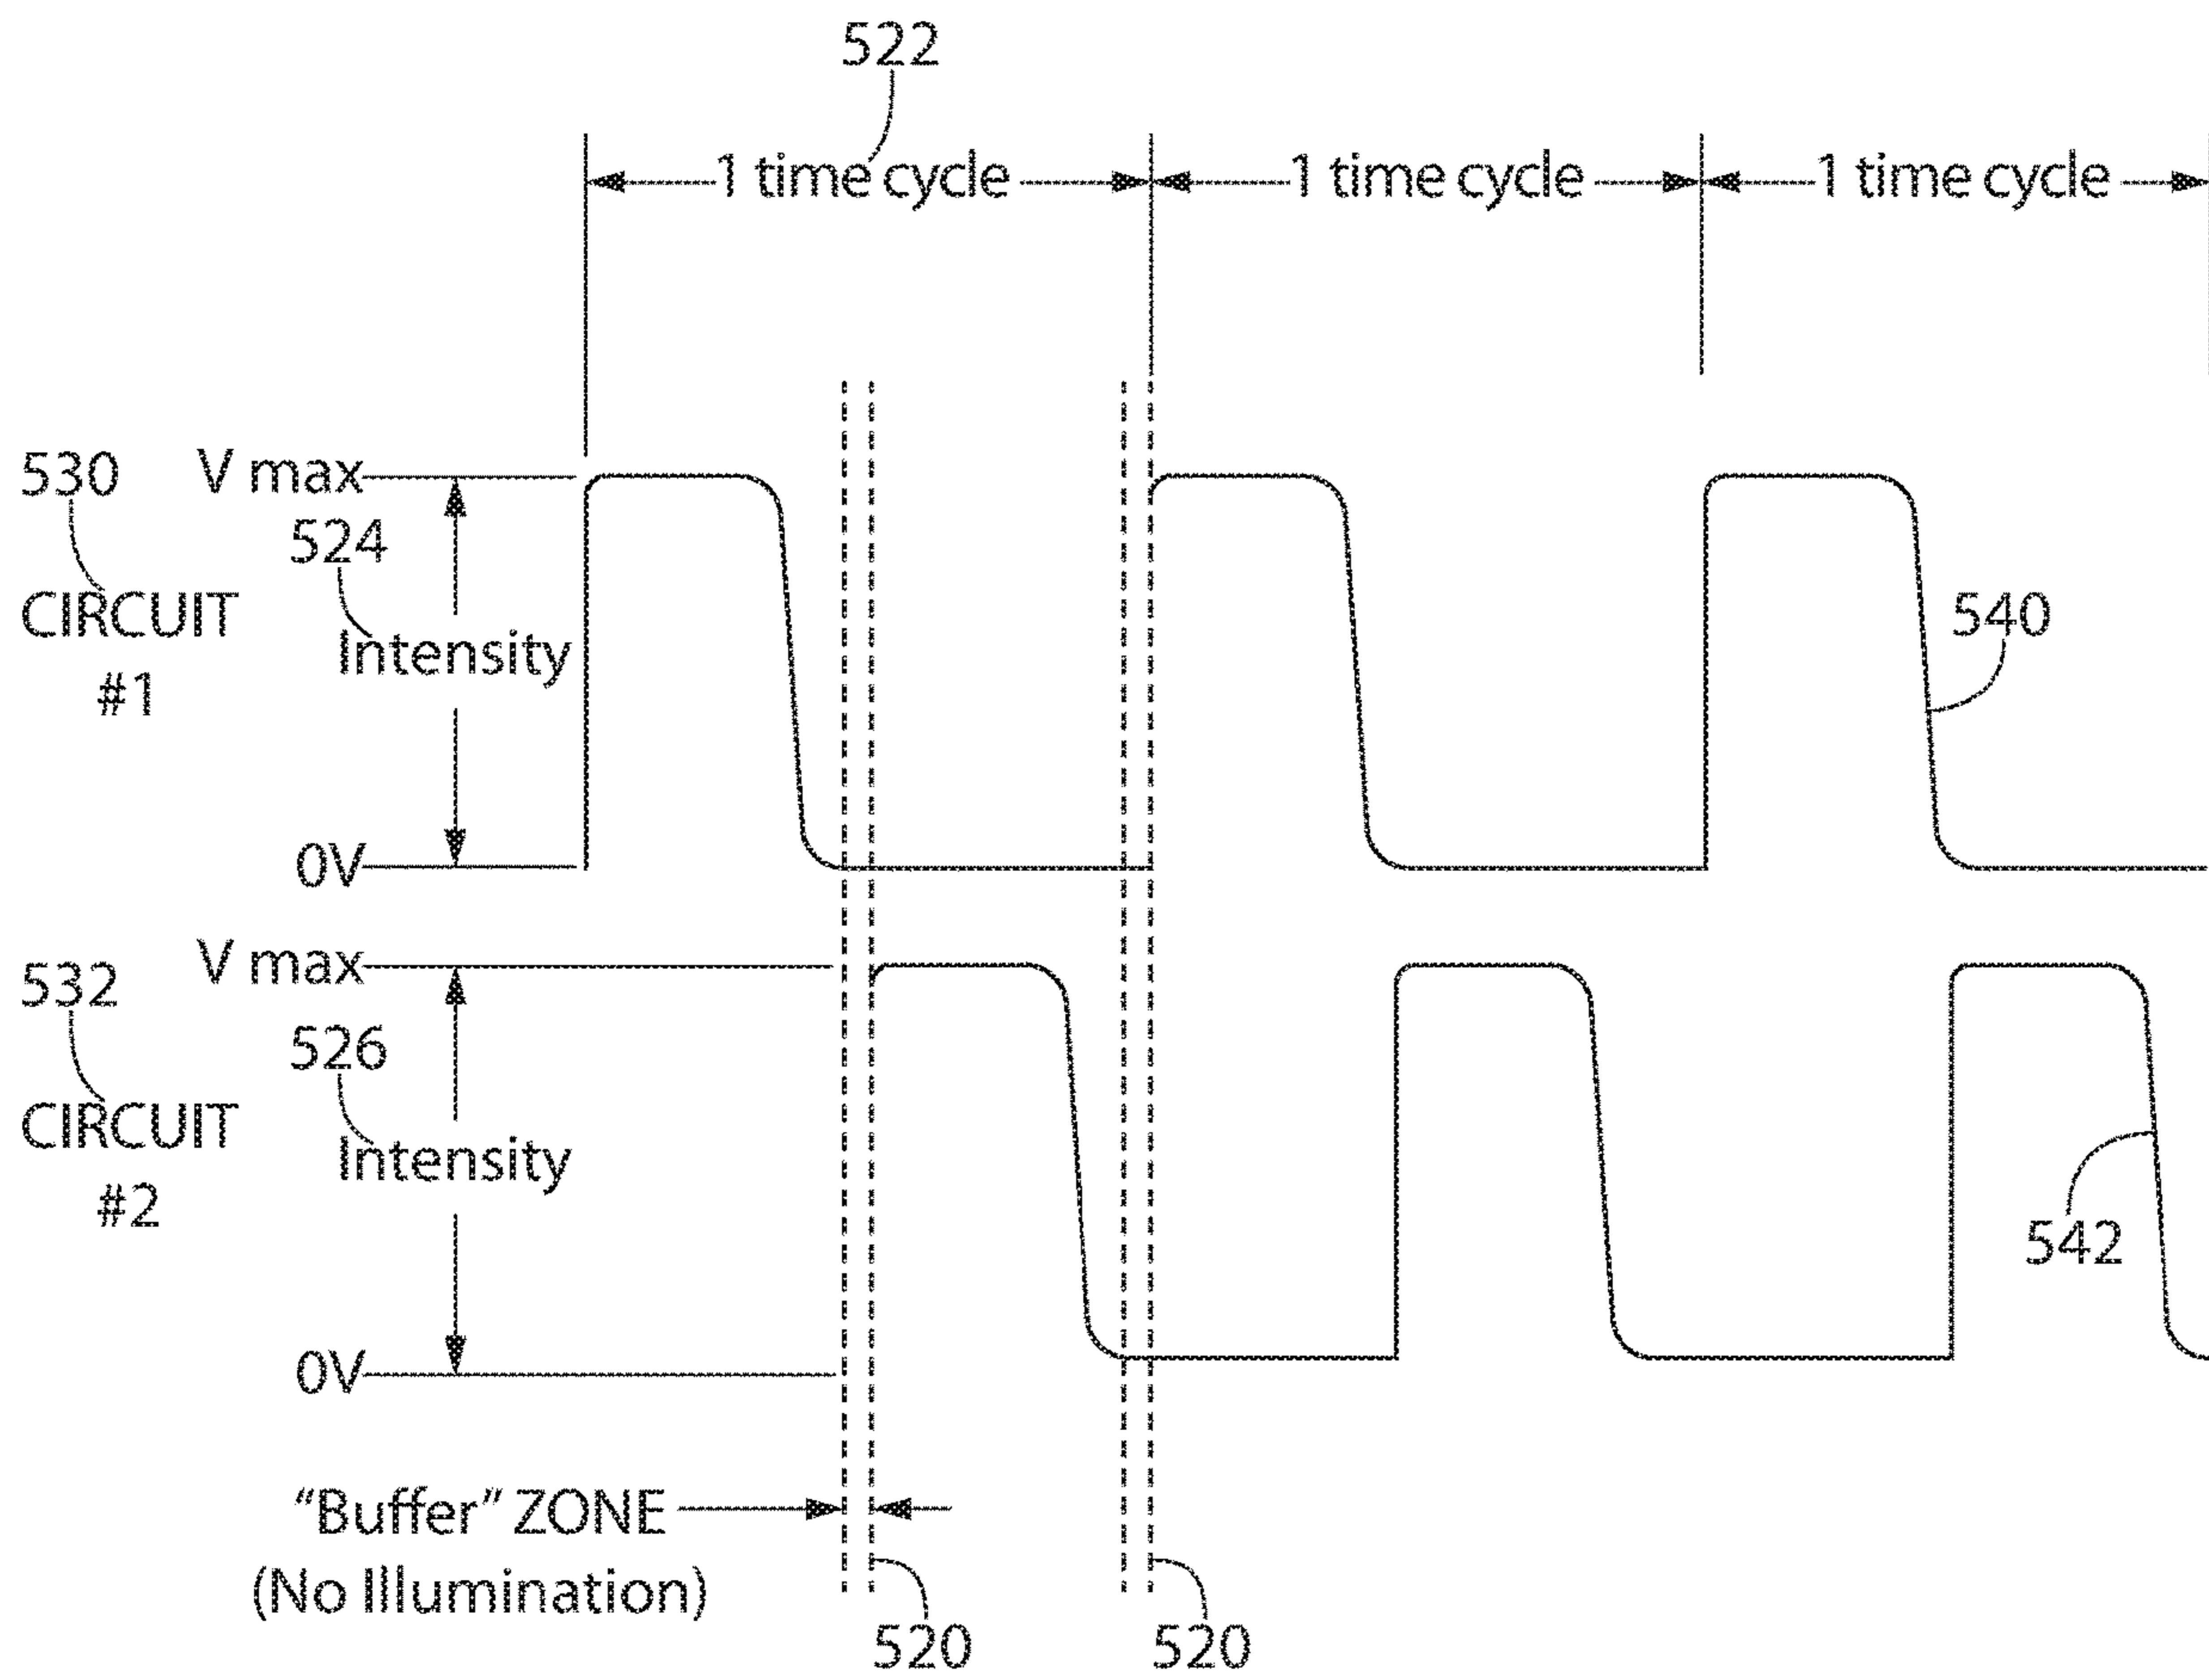 522
1 time cycle 1 time cycle 1 time cycle
530 V max
524
CIRCUIT
#1
Intensity
540
0V
532 V max
526
CIRCUIT
#2
Intensity
542
0V
“Buffer” ZONE
(No Illumination)
520 520